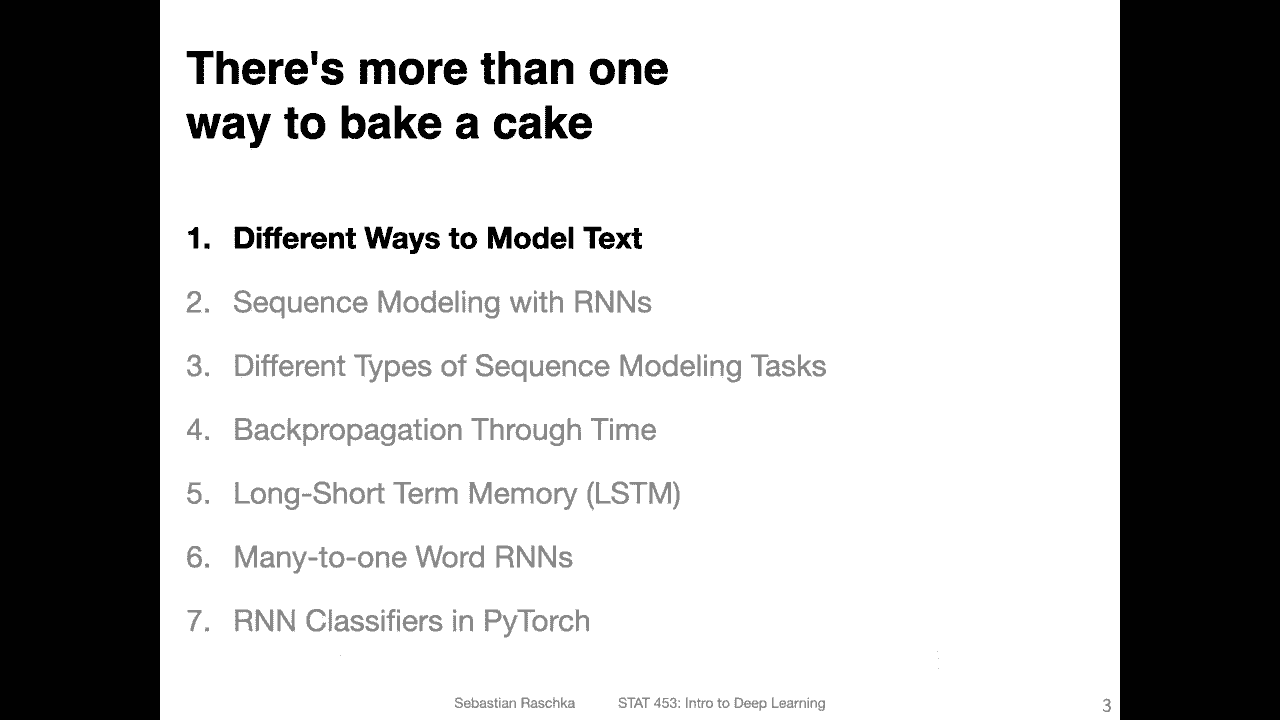 There's more than one
way to bake a cake
1. Different Ways to Model Text
2. Sequence Modeling with RNNs
3. Different Types of Sequence Modeling Tasks
4. Backpropagation Through Time
5. Long-Short Term Memory (LSTM)
6. Many-to-one Word RNNs
7. RNN Classifiers in PyTorch
Sebastian Raschka STAT 453: Intro to Deep Learning 3